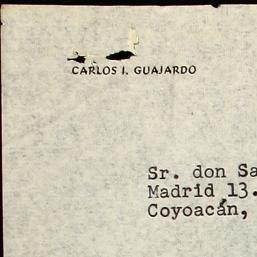 CARLOS I. GUAJARDO
Sr. don Sa
Madrid 13.
Coyoacán,